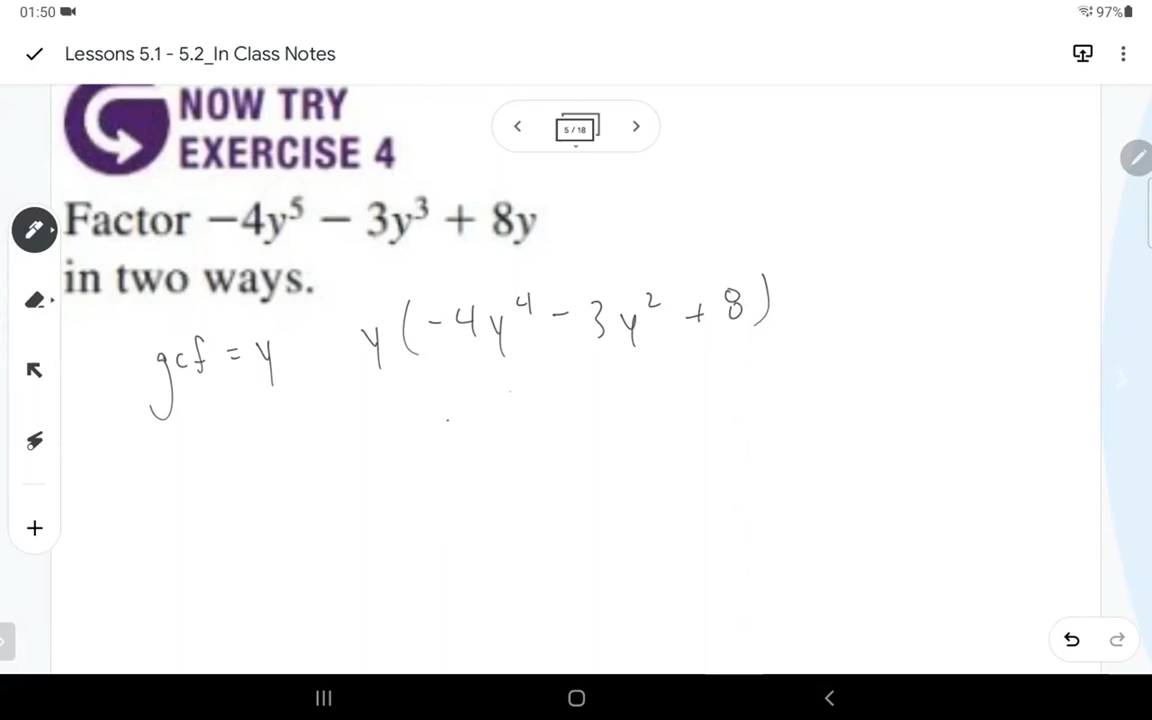 01:50 97%
Lessons 5.1 - 5.2_In Class Notes
5 / 18
NOW TRY
EXERCISE 4
Factor −4y⁵ − 3y³ + 8y
in two ways.
gcf = y y(-4y⁴ - 3y² + 8)